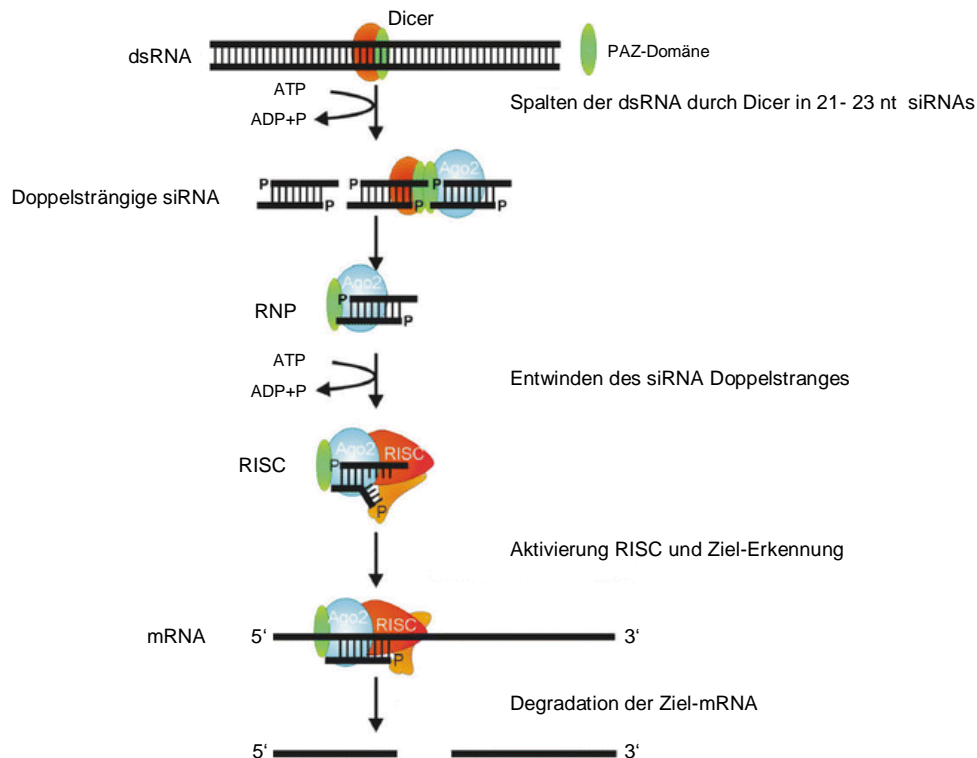 Dicer
dsRNA
PAZ-Domäne
ATP
ADP+P
Spalten der dsRNA durch Dicer in 21- 23 nt  siRNAs
Doppelsträngige siRNA
P
P
P
P
P
P
Ago2
RNP
Ago2
P
P
ATP
ADP+P
Entwinden des siRNA Doppelstranges
RISC
Ago2
RISC
P
P
Aktivierung RISC und Ziel-Erkennung
mRNA
5‘
Ago2
RISC
P
3‘
Degradation der Ziel-mRNA
5‘
3‘